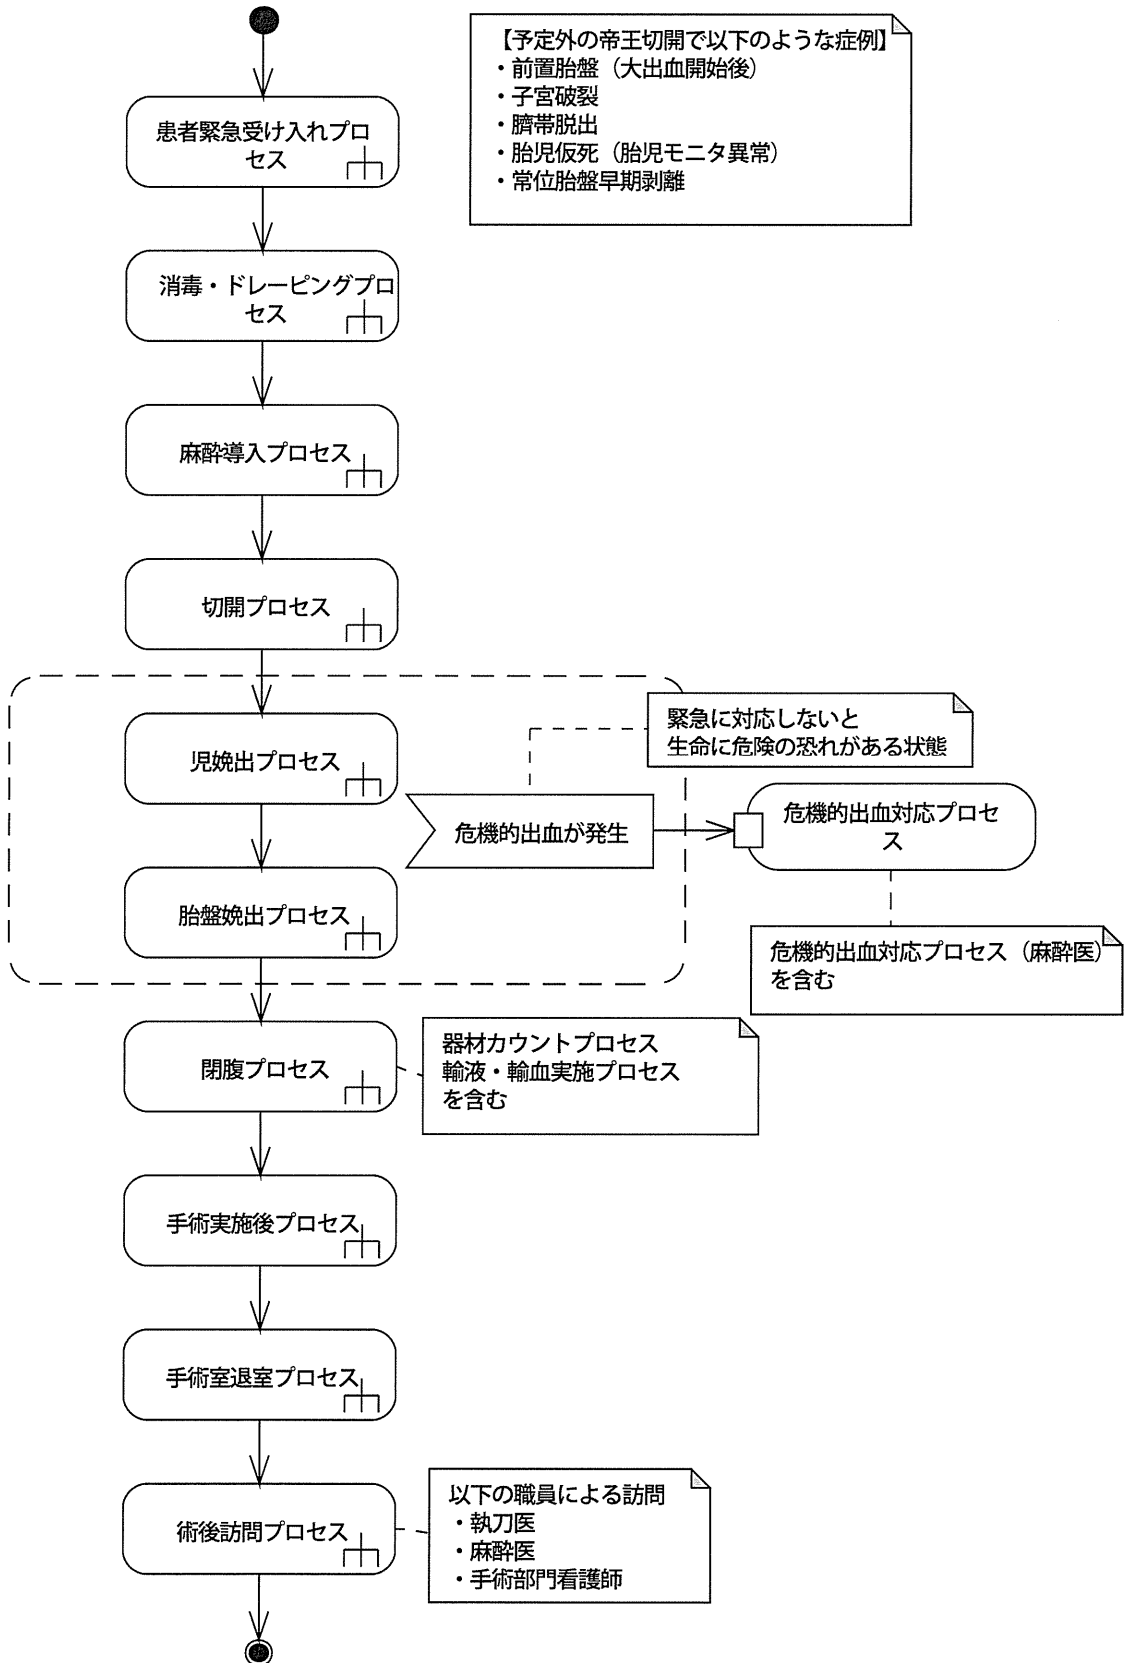 【予定外の帝王切開で以下のような症例】
・前置胎盤（大出血開始後）
・子宮破裂
・臍帯脱出
・胎児仮死（胎児モニタ異常）
・常位胎盤早期剥離
患者緊急受け入れプロ
セス
消毒・ドレーピングプロ
セス
麻酔導入プロセス
切開プロセス
児娩出プロセス
緊急に対応しないと
生命に危険の恐れがある状態
危機的出血が発生
危機的出血対応プロセ
ス
胎盤娩出プロセス
危機的出血対応プロセス（麻酔医）
を含む
閉腹プロセス
器材カウントプロセス
輸液・輸血実施プロセス
を含む
手術実施後プロセス
手術室退室プロセス
術後訪問プロセス
以下の職員による訪問
・執刀医
・麻酔医
・手術部門看護師